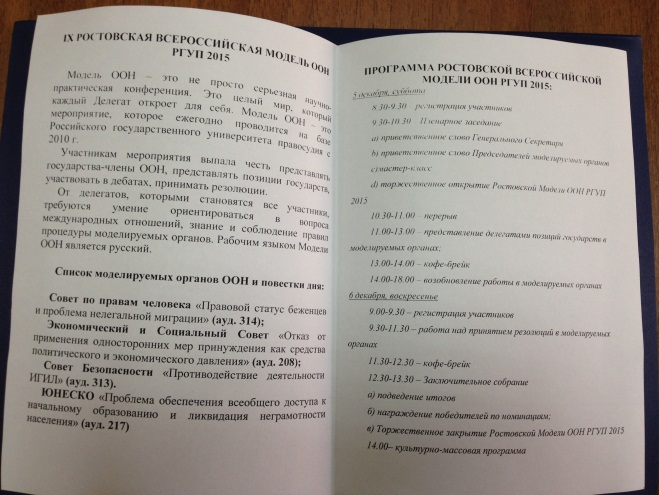 IX РОСТОВСКАЯ ВСЕРОССИЙСКАЯ МОДЕЛЬ ООН
РГУП 2015
Модель ООН – это не просто серьезная научно-
практическая конференция. Это целый мир, который
каждый Делегат откроет для себя. Модель ООН – это
мероприятие, которое ежегодно проводится на базе
Российского государственного университета правосудия с
2010 г.
Участникам мероприятия выпала честь представлять
государства-члены ООН, представлять позиции государств,
участвовать в дебатах, принимать резолюции.
От делегатов, которыми становятся все участники,
требуются умение ориентироваться в вопроса
международных отношений, знание и соблюдение правил
процедуры моделируемых органов. Рабочим языком Модели
ООН является русский.
Список моделируемых органов ООН и повестки дня:
Совет по правам человека «Правовой статус беженцев
и проблема нелегальной миграции» (ауд. 314);
Экономический и Социальный Совет «Отказ от
применения односторонних мер принуждения как средства
политического и экономического давления» (ауд. 208);
Совет Безопасности «Противодействие деятельности
ИГИЛ» (ауд. 313).
ЮНЕСКО «Проблема обеспечения всеобщего доступа к
начальному образованию и ликвидация неграмотности
населения» (ауд. 217)
ПРОГРАММА РОСТОВСКОЙ ВСЕРОССИЙСКОЙ
МОДЕЛИ ООН РГУП 2015:
5 декабря, суббота
8.30-9.30 – регистрация участников
9.30-10.30 – Пленарное заседание
a) приветственное слово Генерального Секретаря
b) приветственное слово Председателей моделируемых органов
c) мастер-класс
d) торжественное открытие Ростовской Модели ООН РГУП
2015
10.30-11.00 – перерыв
11.00-13.00 – представление делегатами позиций государств в
моделируемых органах;
13.00-14.00 – кофе-брейк
14.00-18.00 – возобновление работы в моделируемых органах
6 декабря, воскресенье
9.00-9.30 – регистрация участников
9.30-11.30 – работа над принятием резолюций в моделируемых
органах
11.30-12.30 – кофе-брейк
12.30-13.30 – Заключительное собрание
а) подведение итогов
б) награждение победителей по номинациям;
в) Торжественное закрытие Ростовской Модели ООН РГУП 2015
14.00– культурно-массовая программа